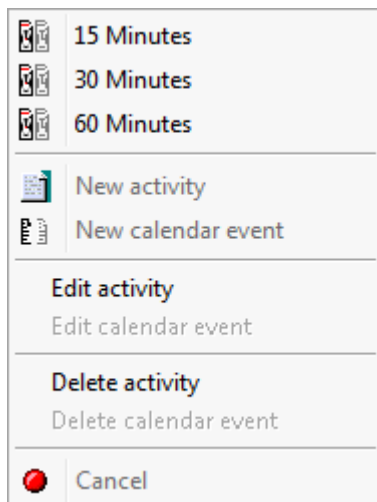 15 Minutes
30 Minutes
60 Minutes
New activity
New calendar event
Edit activity
Edit calendar event
Delete activity
Delete calendar event
Cancel